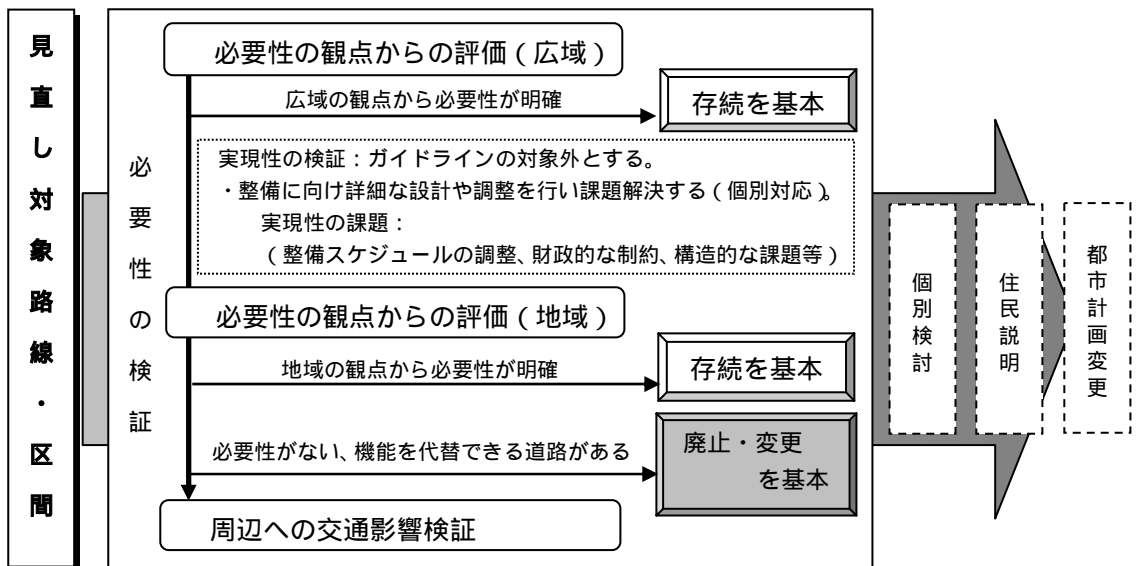 見直し対象路線・区間
必要性の検証
必要性の観点からの評価(広域)
広域の観点から必要性が明確
存続を基本
実現性の検証:ガイドラインの対象外とする。
・整備に向け詳細な設計や調整を行い課題解決する(個別対応)。
実現性の課題:
(整備スケジュールの調整、財政的な制約、構造的な課題等)
必要性の観点からの評価(地域)
地域の観点から必要性が明確
存続を基本
必要性がない、機能を代替できる道路がある
廃止・変更
を基本
周辺への交通影響検証
個別検討
住民説明
都市計画変更